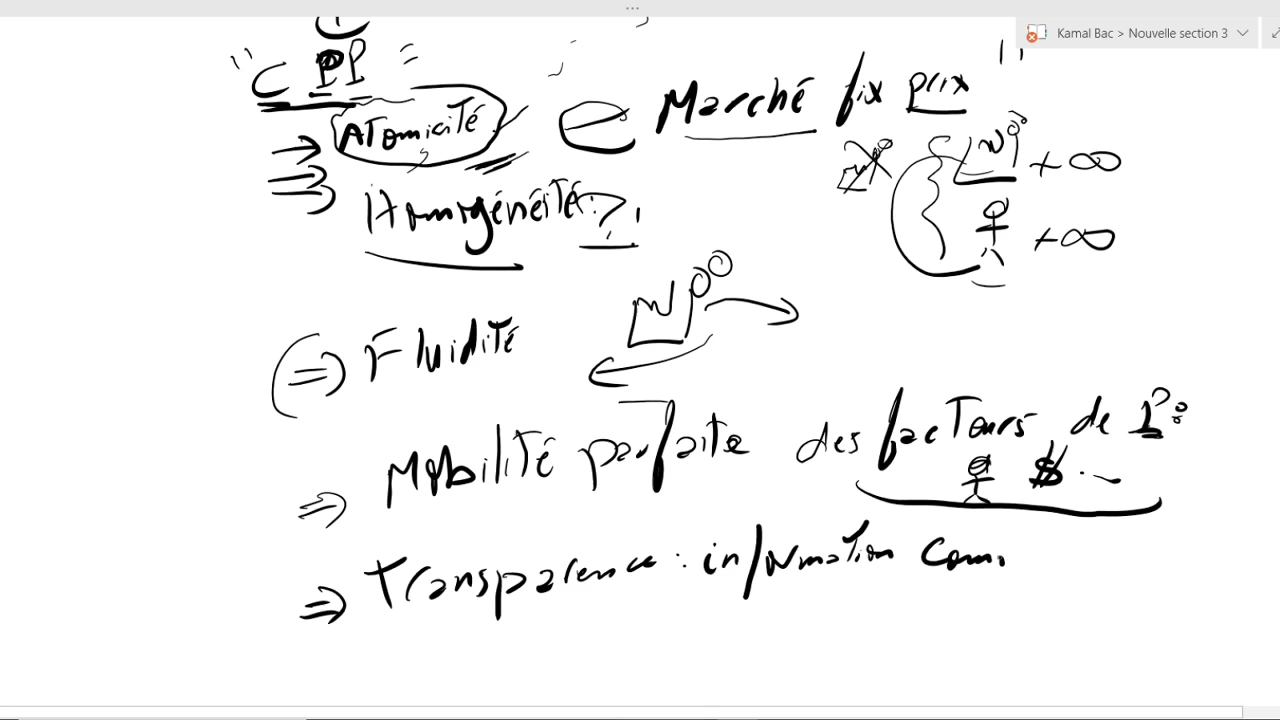 Kamal Bac > Nouvelle section 3
"C PP =
Marché fix prix "
⇒ Atomicité
+∞
Homogénéité ?
+∞
⇒ Fluidité
⇒ Mobilité parfaite des facteurs de P°:
$ ...
⇒ Transparence : information com.